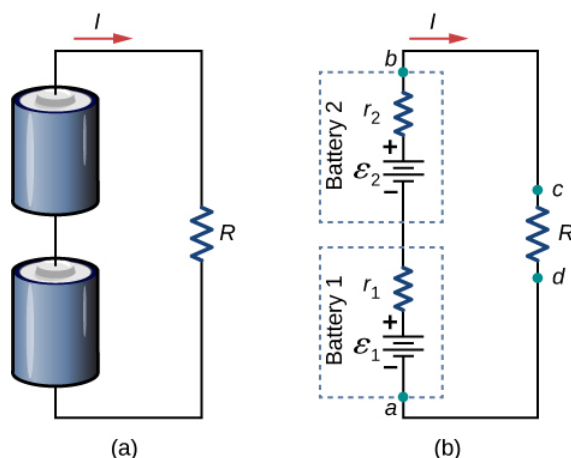 I
R
(a)
I
b
Battery 2
r2
+
ε2
−
c
R
d
Battery 1
r1
+
ε1
−
a
(b)